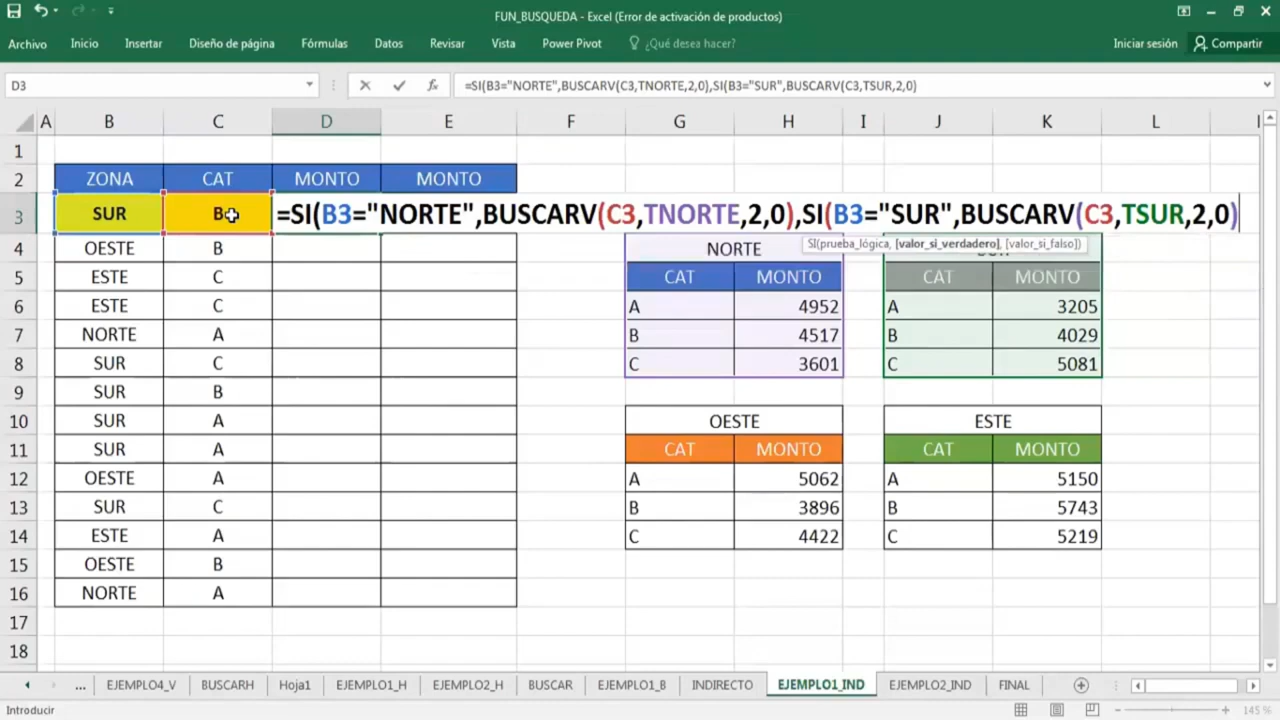 FUN_BUSQUEDA - Excel (Error de activación de productos)
Archivo Inicio Insertar Diseño de página Fórmulas Datos Revisar Vista Power Pivot ¿Qué desea hacer? Iniciar sesión Compartir
D3 fx =SI(B3="NORTE",BUSCARV(C3,TNORTE,2,0),SI(B3="SUR",BUSCARV(C3,TSUR,2,0)
A B C D E F G H I J K L
1
2 ZONA CAT MONTO MONTO
3 SUR B =SI(B3="NORTE",BUSCARV(C3,TNORTE,2,0),SI(B3="SUR",BUSCARV(C3,TSUR,2,0)
SI(prueba_lógica, [valor_si_verdadero], [valor_si_falso])
4 OESTE B NORTE
5 ESTE C CAT MONTO CAT MONTO
6 ESTE C A 4952 A 3205
7 NORTE A B 4517 B 4029
8 SUR C C 3601 C 5081
9 SUR B
10 SUR A OESTE ESTE
11 SUR A CAT MONTO CAT MONTO
12 OESTE A A 5062 A 5150
13 SUR C B 3896 B 5743
14 ESTE A C 4422 C 5219
15 OESTE B
16 NORTE A
17
18
... EJEMPLO4_V BUSCARH Hoja1 EJEMPLO1_H EJEMPLO2_H BUSCAR EJEMPLO1_B INDIRECTO EJEMPLO1_IND EJEMPLO2_IND FINAL
Introducir 145 %